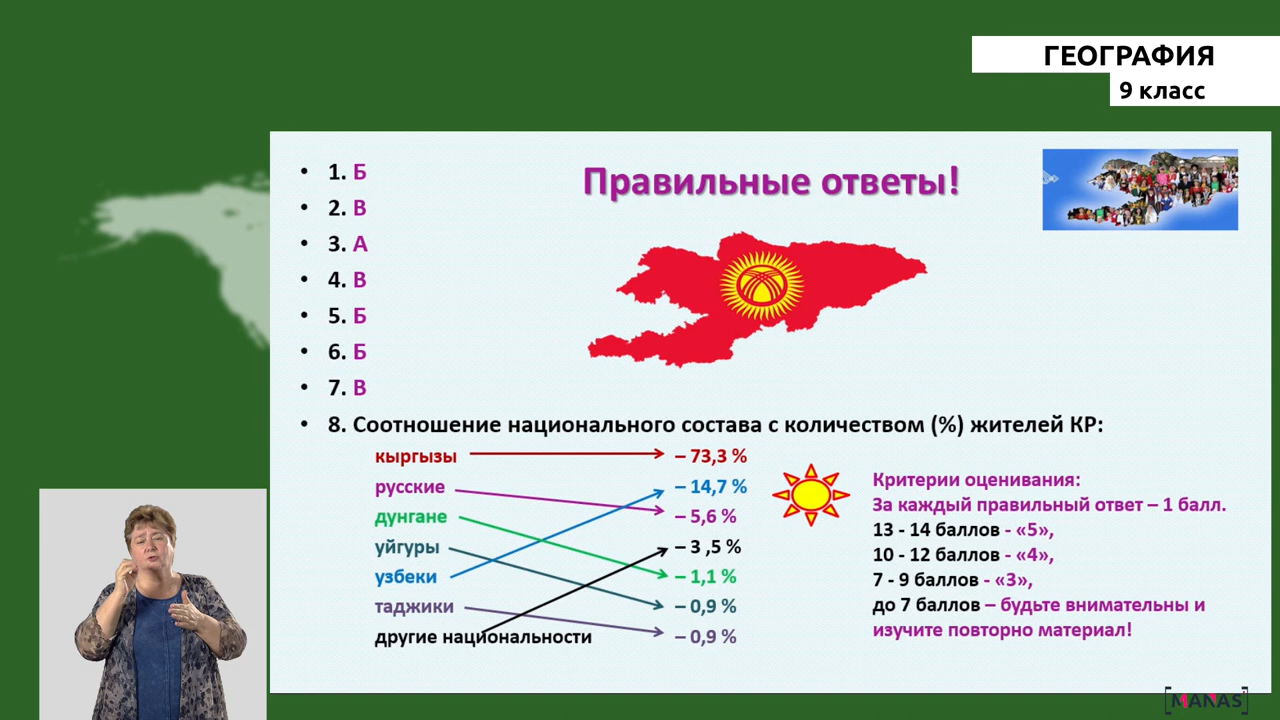 ГЕОГРАФИЯ
9 класс
Правильные ответы!
• 1. Б
• 2. В
• 3. А
• 4. В
• 5. Б
• 6. Б
• 7. В
• 8. Соотношение национального состава с количеством (%) жителей КР:
кыргызы – 73,3 %
русские – 14,7 %
дунгане – 5,6 %
уйгуры – 3 ,5 %
узбеки – 1,1 %
таджики – 0,9 %
другие национальности – 0,9 %
Критерии оценивания:
За каждый правильный ответ – 1 балл.
13 - 14 баллов - «5»,
10 - 12 баллов - «4»,
7 - 9 баллов - «3»,
до 7 баллов – будьте внимательны и
изучите повторно материал!
[MANAS]